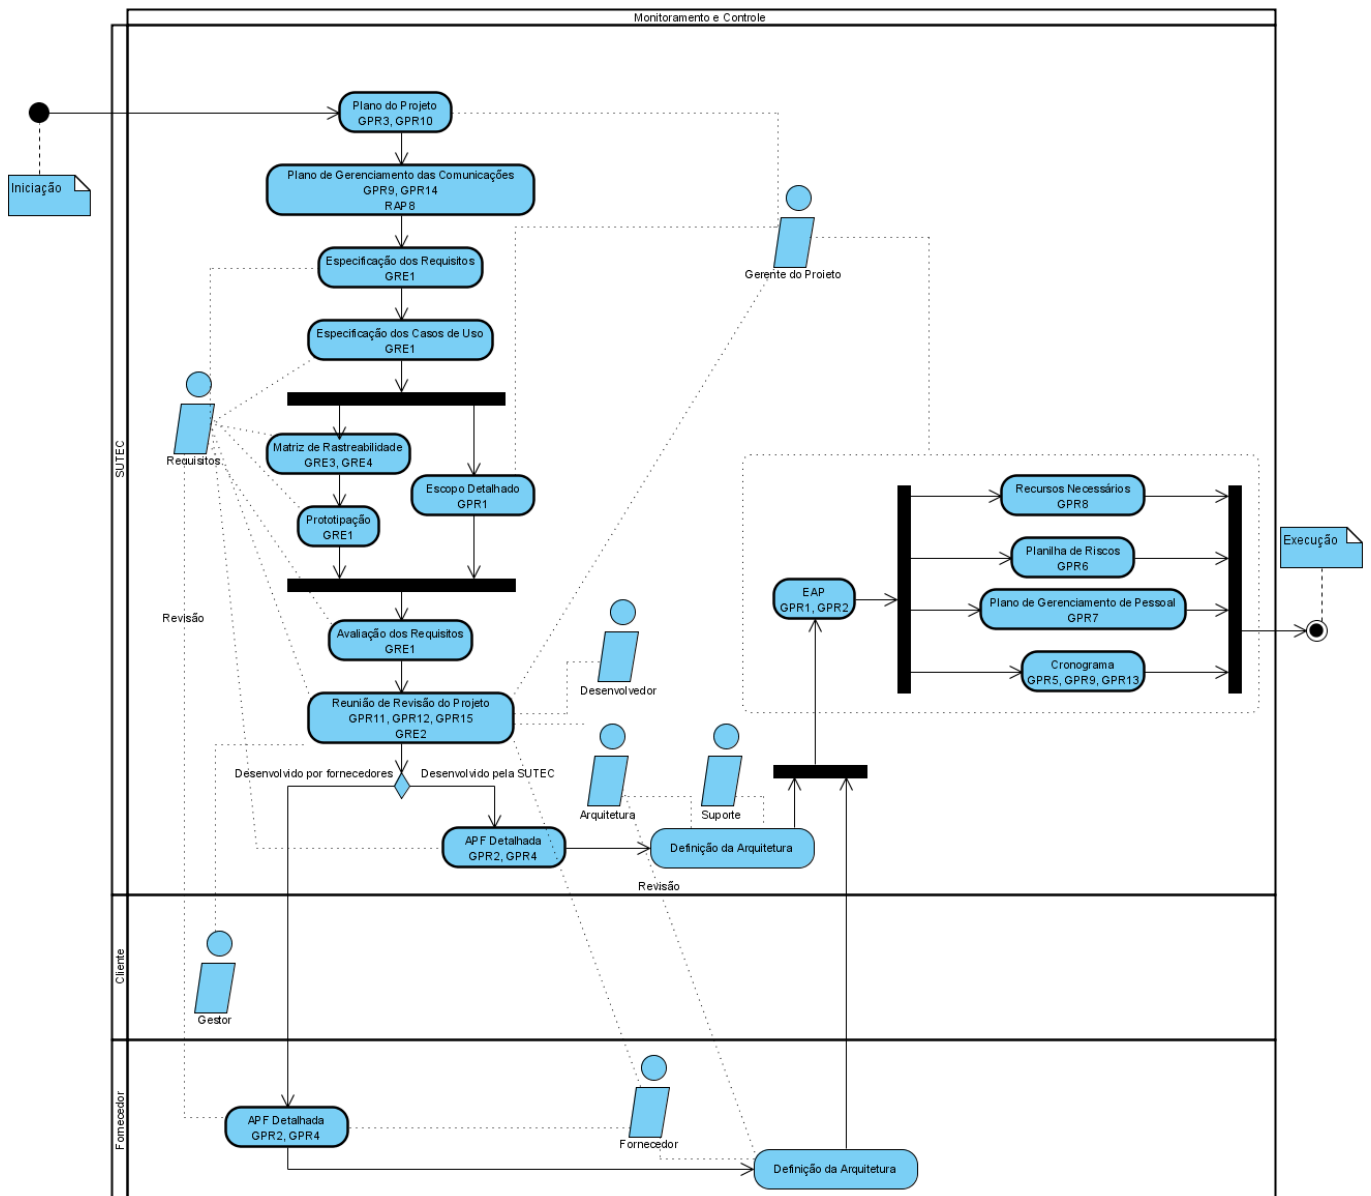 Monitoramento e Controle
SUTEC
Iniciação
Plano do Projeto
GPR3, GPR10
Plano de Gerenciamento das Comunicações
GPR9, GPR14
RAP8
Gerente do Projeto
Especificação dos Requisitos
GRE1
Especificação dos Casos de Uso
GRE1
Requisitos
Matriz de Rastreabilidade
GRE3, GRE4
Escopo Detalhado
GPR1
Prototipação
GRE1
Recursos Necessários
GPR8
Planilha de Riscos
GPR6
EAP
GPR1, GPR2
Plano de Gerenciamento de Pessoal
GPR7
Cronograma
GPR5, GPR9, GPR13
Execução
Revisão
Avaliação dos Requisitos
GRE1
Desenvolvedor
Reunião de Revisão do Projeto
GPR11, GPR12, GPR15
GRE2
Desenvolvido por fornecedores
Desenvolvido pela SUTEC
Arquitetura
Suporte
APF Detalhada
GPR2, GPR4
Definição da Arquitetura
Revisão
Cliente
Gestor
Fornecedor
APF Detalhada
GPR2, GPR4
Fornecedor
Definição da Arquitetura